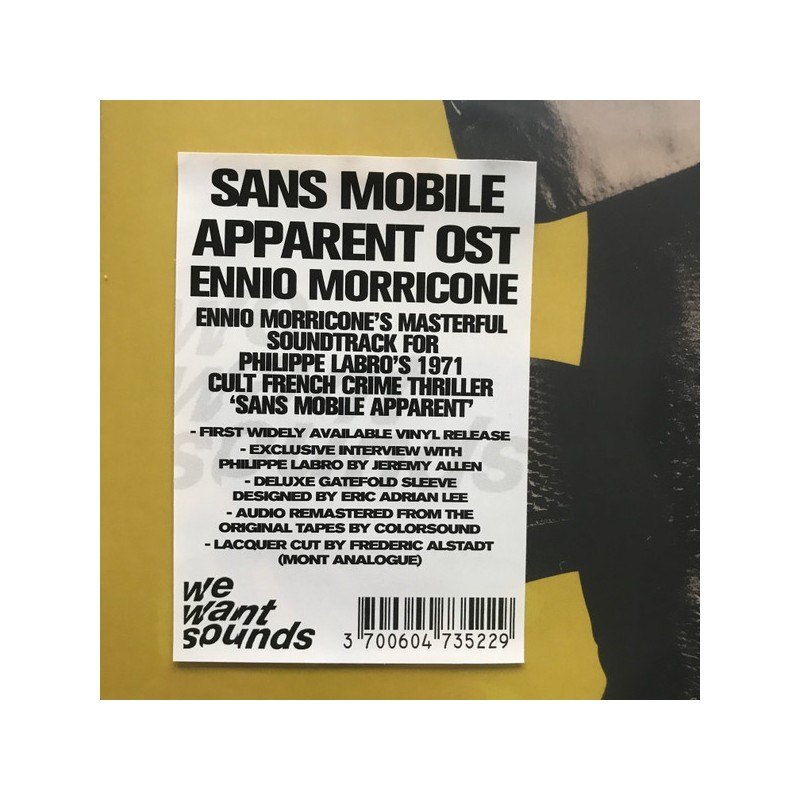 SANS MOBILE
APPARENT OST
ENNIO MORRICONE
ENNIO MORRICONE'S MASTERFUL
SOUNDTRACK FOR
PHILIPPE LABRO'S 1971
CULT FRENCH CRIME THRILLER
'SANS MOBILE APPARENT'
- FIRST WIDELY AVAILABLE VINYL RELEASE
- EXCLUSIVE INTERVIEW WITH
PHILIPPE LABRO BY JEREMY ALLEN
- DELUXE GATEFOLD SLEEVE
DESIGNED BY ERIC ADRIAN LEE
- AUDIO REMASTERED FROM THE
ORIGINAL TAPES BY COLORSOUND
- LACQUER CUT BY FREDERIC ALSTADT
(MONT ANALOGUE)
we
want
sounds
3 700604 735229